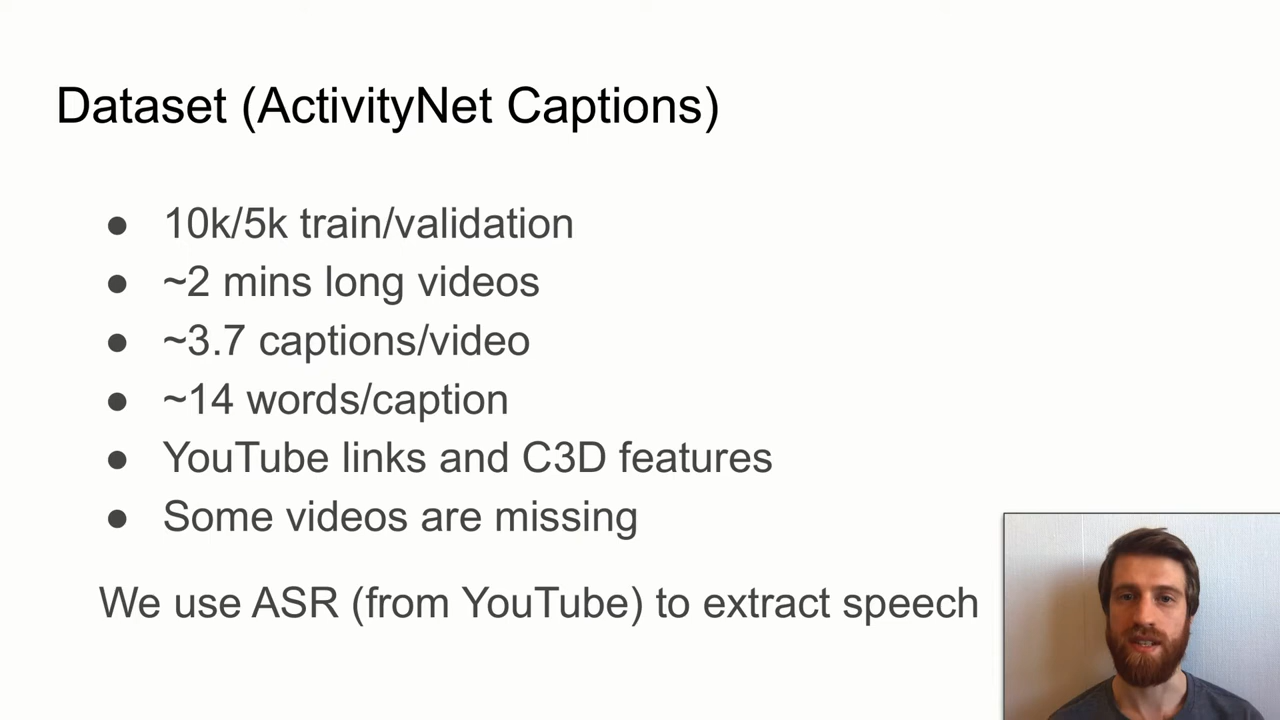 Dataset (ActivityNet Captions)
● 10k/5k train/validation
● ~2 mins long videos
● ~3.7 captions/video
● ~14 words/caption
● YouTube links and C3D features
● Some videos are missing
We use ASR (from YouTube) to extract speech